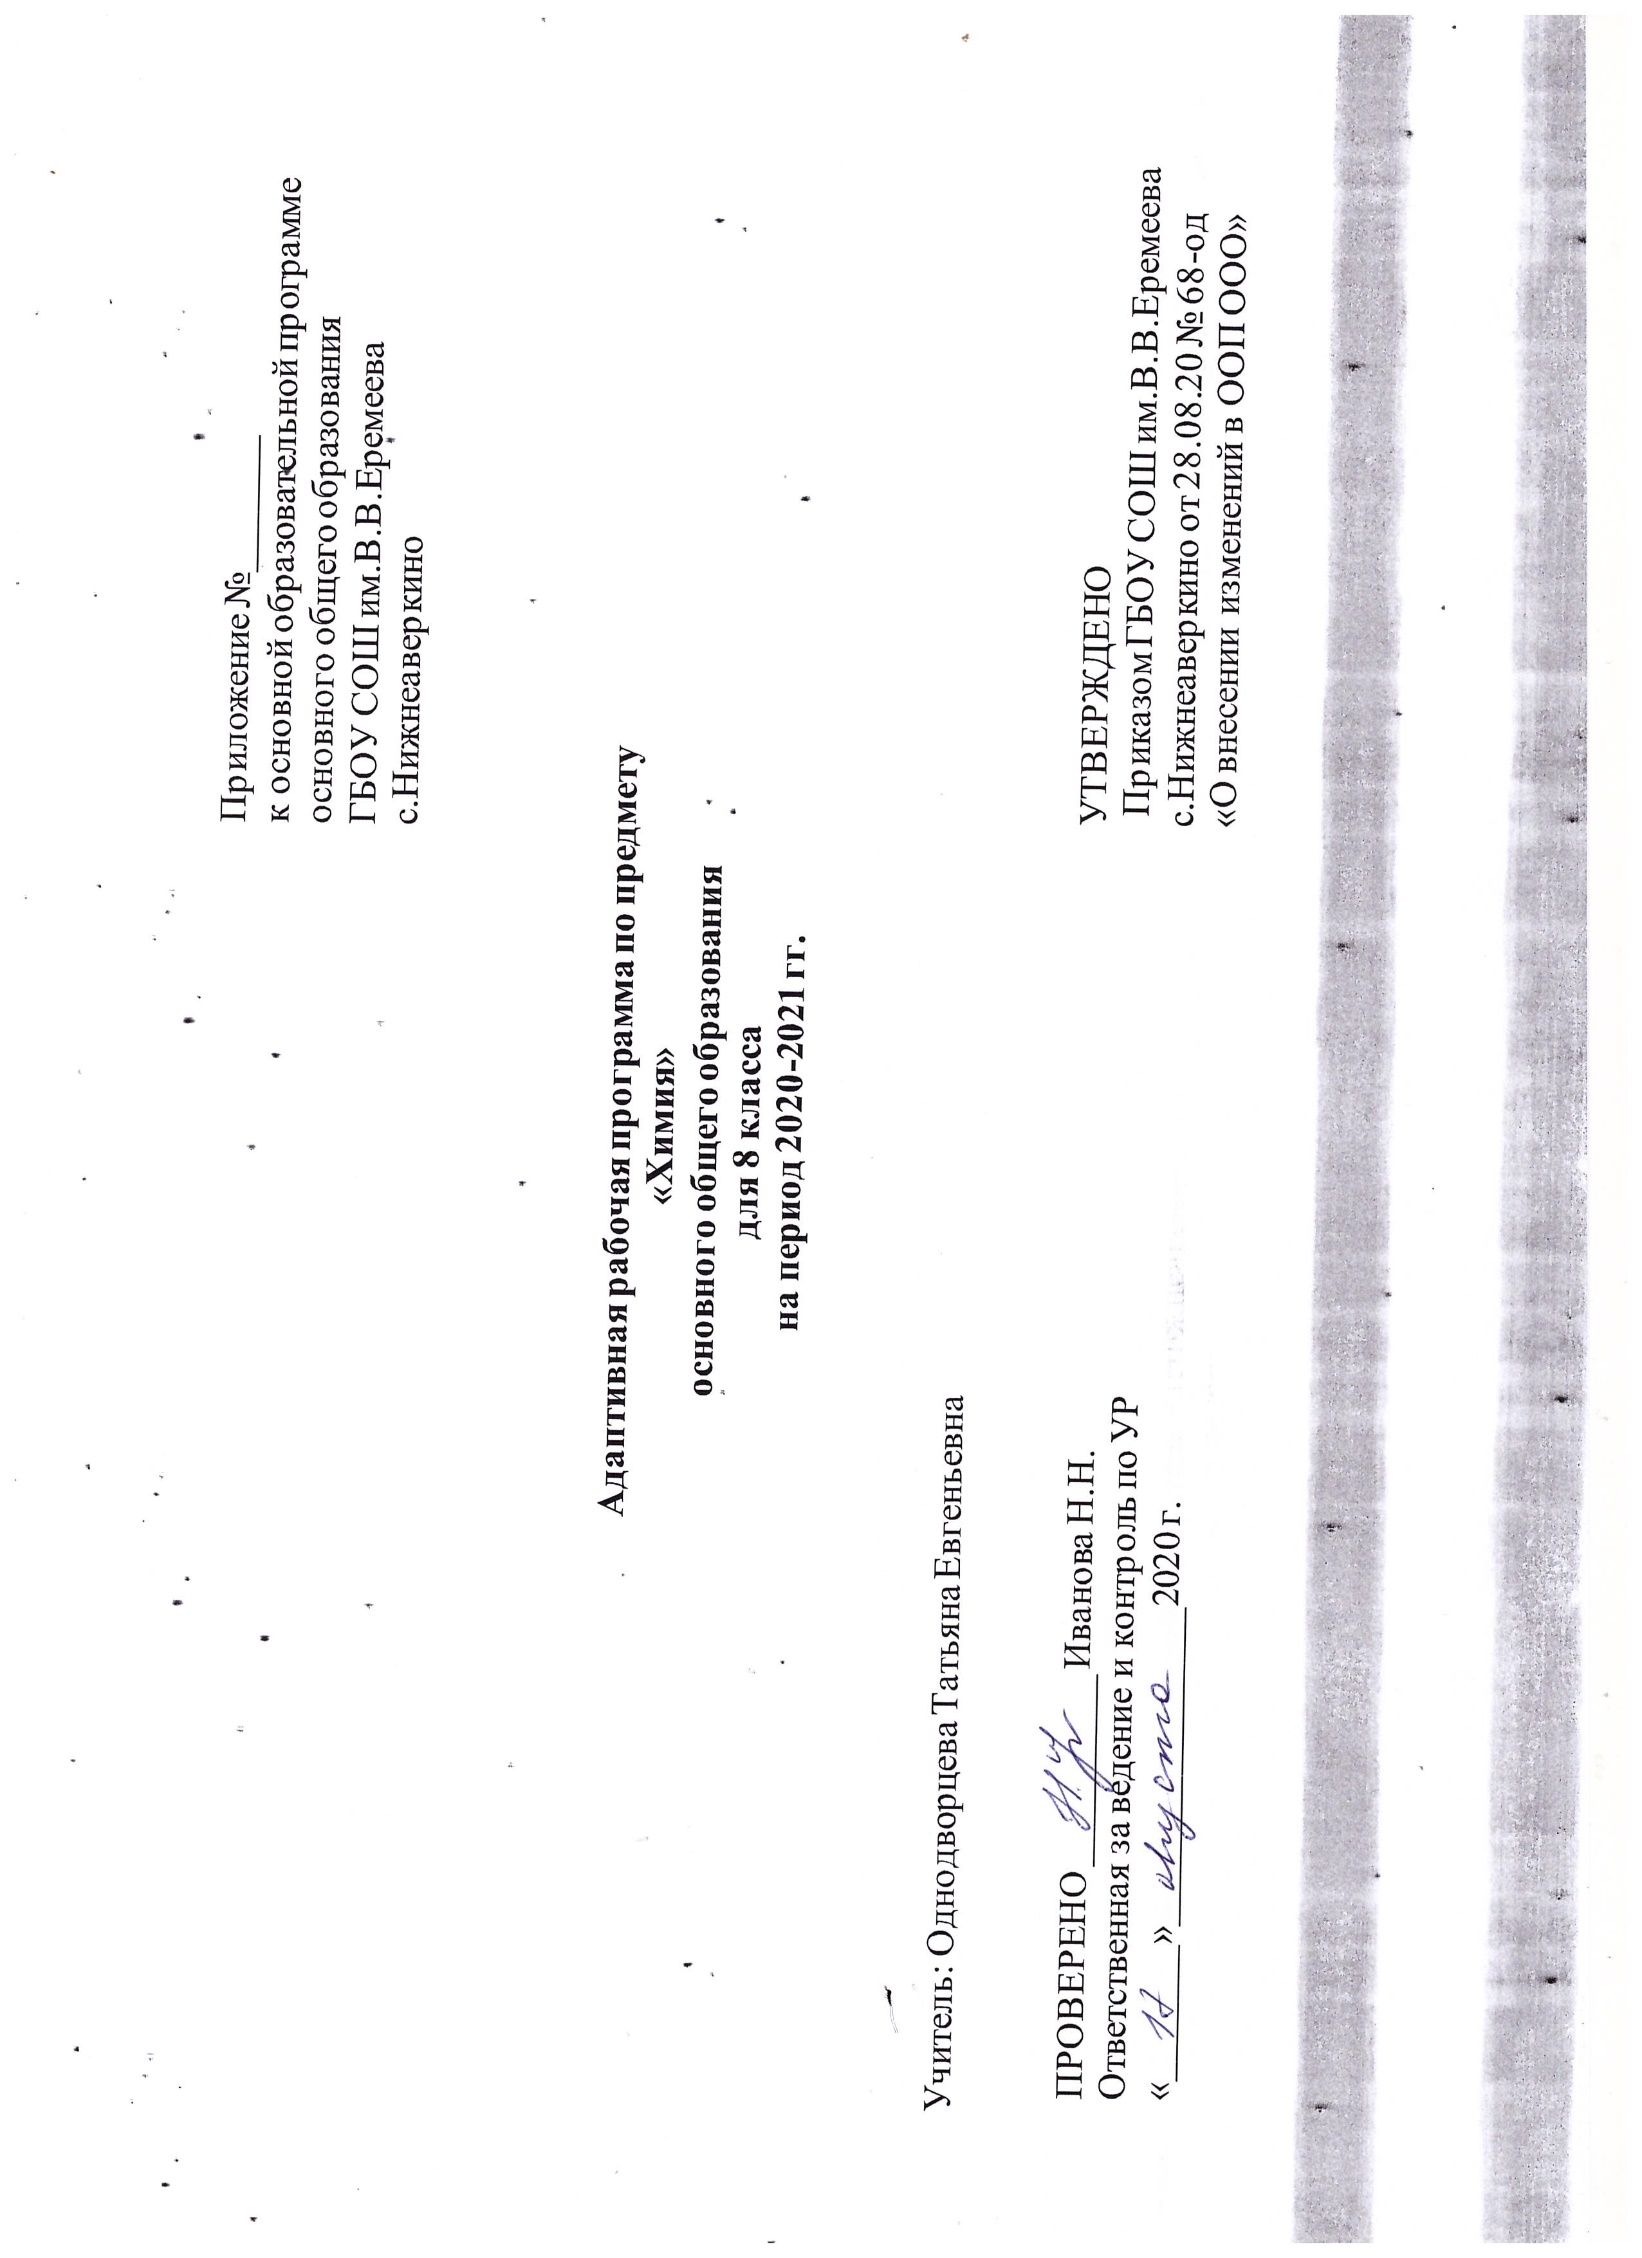 Приложение № ________
к основной образовательной программе
основного общего образования
ГБОУ СОШ им.В.В.Еремеева
с.Нижнеаверкино
Адаптивная рабочая программа по предмету
«Химия»
основного общего образования
для 8 класса
на период 2020-2021 гг.
Учитель: Однодворцева Татьяна Евгеньевна
ПРОВЕРЕНО ____________ Иванова Н.Н.
Ответственная за ведение и контроль по УР
« » августа 2020 г.
УТВЕРЖДЕНО
Приказом ГБОУ СОШ им.В.В.Еремеева
с.Нижнеаверкино от 28.08.20 № 68-од
«О внесении изменений в ООП ООО»